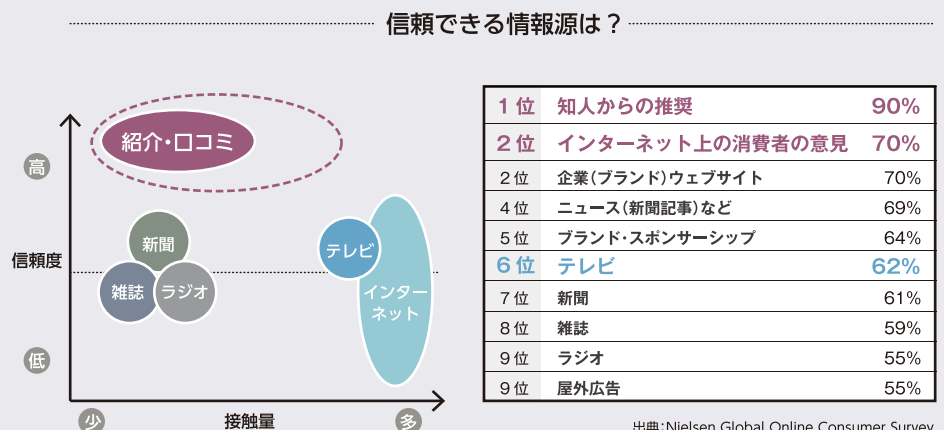 信頼できる情報源は？
高
信頼度
低
紹介・口コミ
新聞
雑誌
ラジオ
テレビ
インター
ネット
少
接触量
多
1位 知人からの推奨 90%
2位 インターネット上の消費者の意見 70%
2位 企業（ブランド）ウェブサイト 70%
4位 ニュース（新聞記事）など 69%
5位 ブランド・スポンサーシップ 64%
6位 テレビ 62%
7位 新聞 61%
8位 雑誌 59%
9位 ラジオ 55%
9位 屋外広告 55%
出典：Nielsen Global Online Consumer Survey